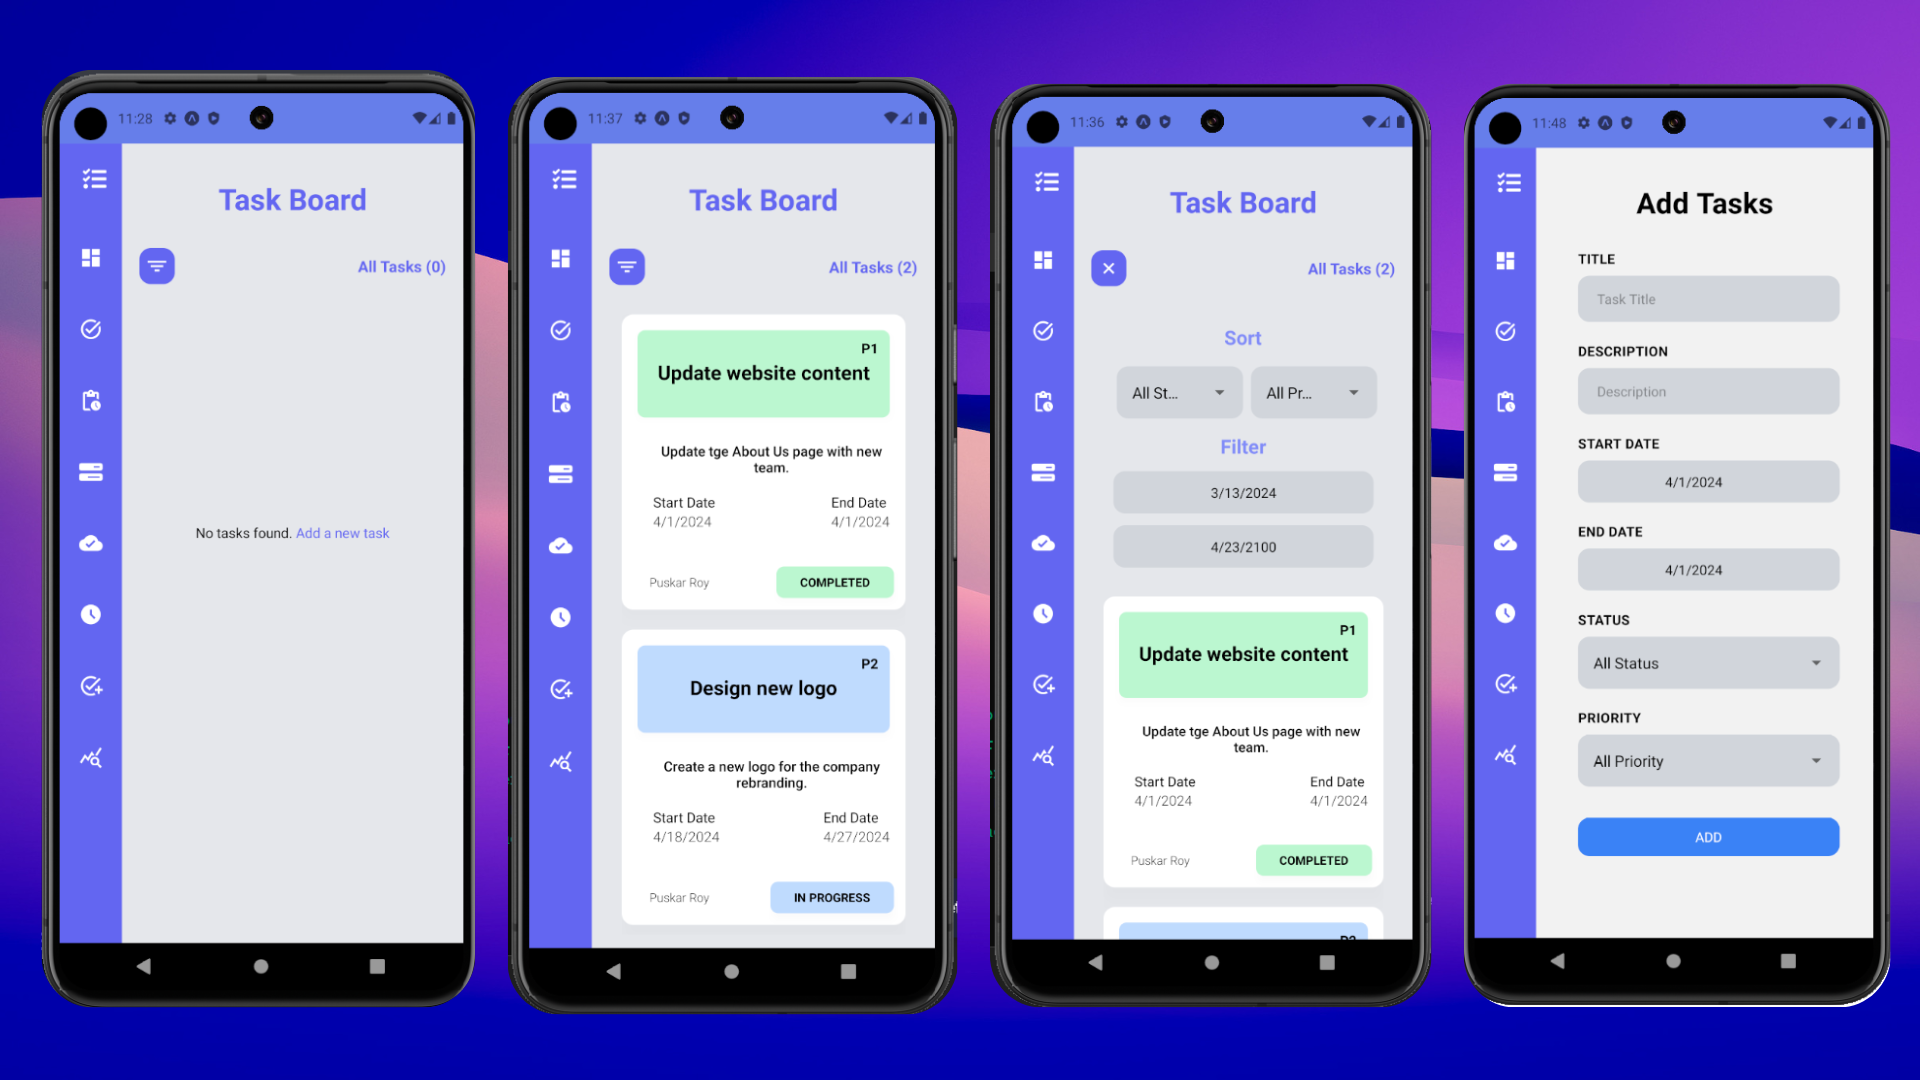 11:28
Task Board
All Tasks (0)
No tasks found. Add a new task
11:37
Task Board
All Tasks (2)
P1
Update website content
Update tge About Us page with new
team.
Start Date
End Date
4/1/2024
4/1/2024
Puskar Roy
COMPLETED
P2
Design new logo
Create a new logo for the company
rebranding.
Start Date
End Date
4/18/2024
4/27/2024
Puskar Roy
IN PROGRESS
11:36
Task Board
All Tasks (2)
Sort
All St...
All Pr...
Filter
3/13/2024
4/23/2100
P1
Update website content
Update tge About Us page with new
team.
Start Date
End Date
4/1/2024
4/1/2024
Puskar Roy
COMPLETED
P2
11:48
Add Tasks
TITLE
Task Title
DESCRIPTION
Description
START DATE
4/1/2024
END DATE
4/1/2024
STATUS
All Status
PRIORITY
All Priority
ADD